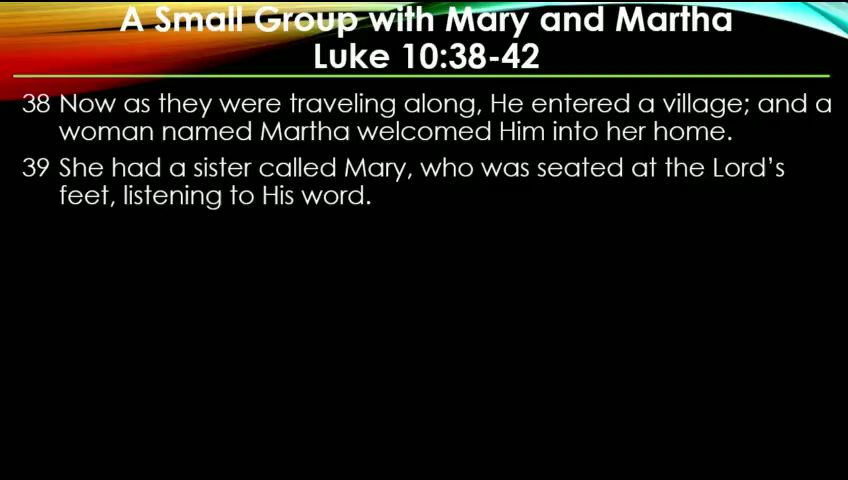 A Small Group with Mary and Martha
Luke 10:38-42
38 Now as they were traveling along, He entered a village; and a
woman named Martha welcomed Him into her home.
39 She had a sister called Mary, who was seated at the Lord’s
feet, listening to His word.